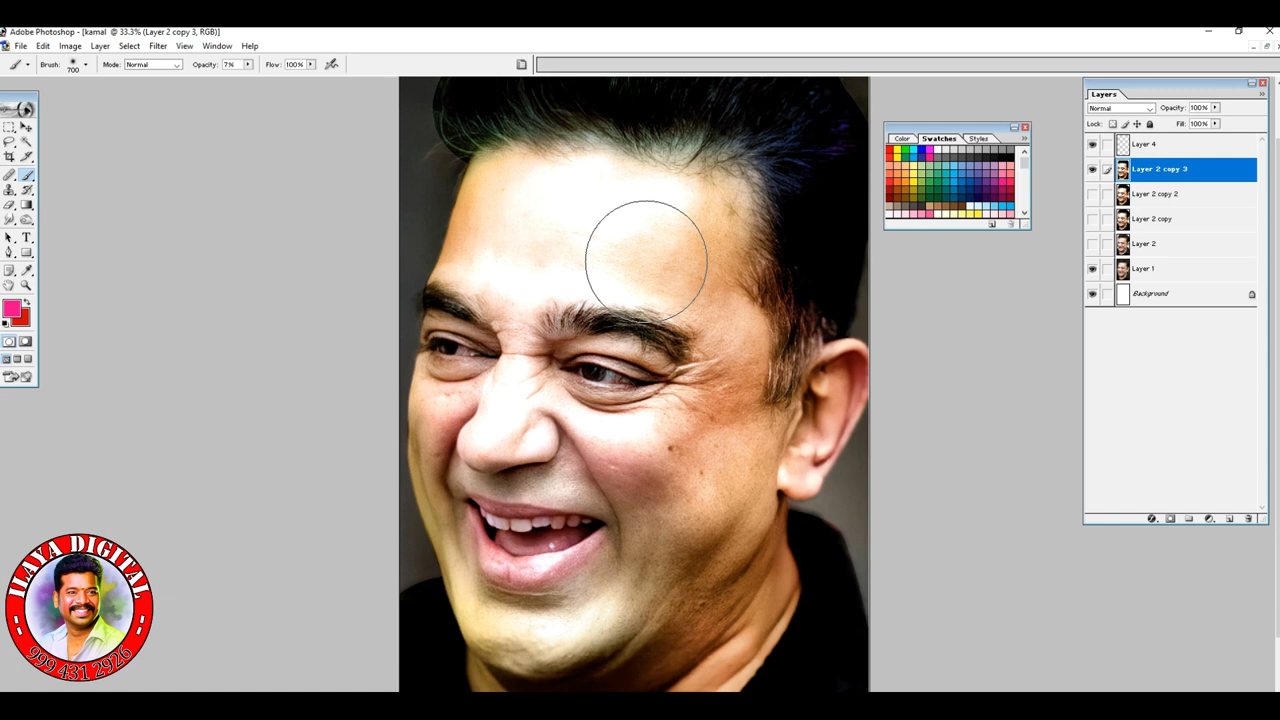 Adobe Photoshop - [kamal @ 33.3% (Layer 2 copy 3, RGB)]
File Edit Image Layer Select Filter View Window Help
Brush: 700 Mode: Normal Opacity: 7% Flow: 100%
Layers
Normal Opacity: 100%
Lock: Fill: 100%
Color Swatches Styles
Layer 4
Layer 2 copy 3
Layer 2 copy 2
Layer 2 copy
Layer 2
Layer 1
Background
ILAYA DIGITAL
999 431 2926